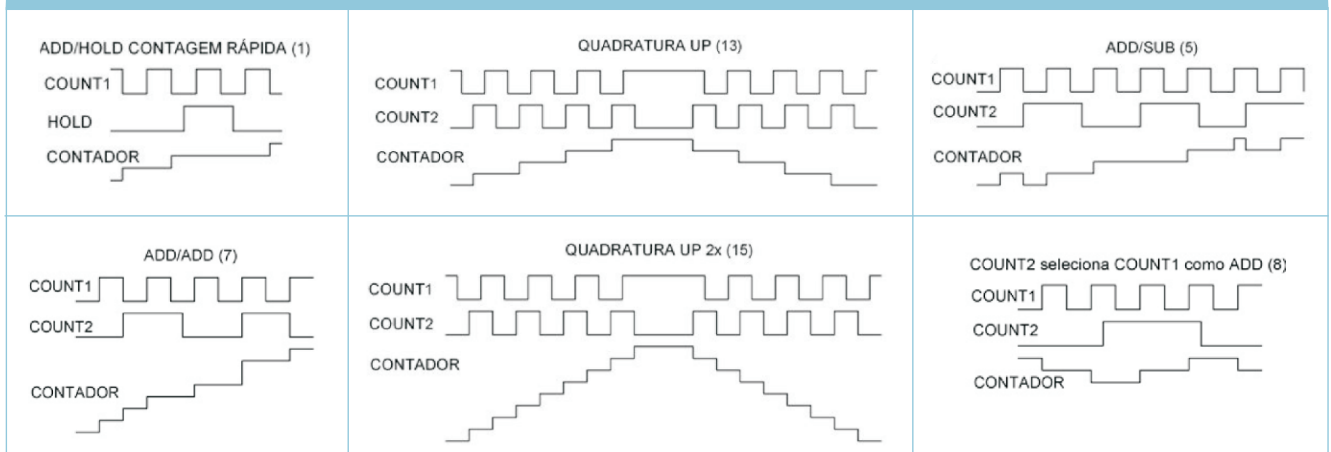 ADD/HOLD CONTAGEM RÁPIDA (1)
COUNT1
HOLD
CONTADOR
QUADRATURA UP (13)
COUNT1
COUNT2
CONTADOR
ADD/SUB (5)
COUNT1
COUNT2
CONTADOR
ADD/ADD (7)
COUNT1
COUNT2
CONTADOR
QUADRATURA UP 2x (15)
COUNT1
COUNT2
CONTADOR
COUNT2 seleciona COUNT1 como ADD (8)
COUNT1
COUNT2
CONTADOR